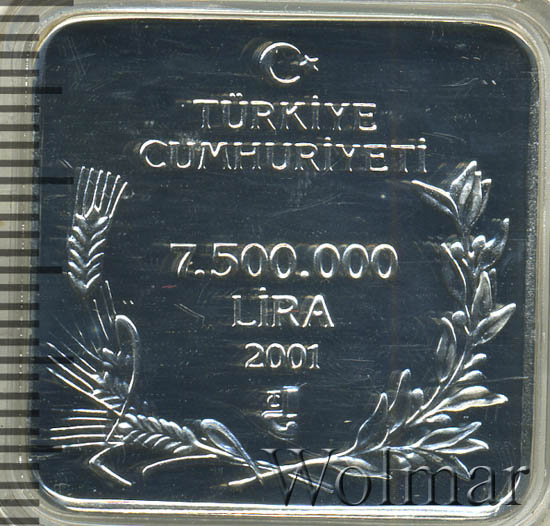 TÜRKİYE
CUMHURİYETİ
7.500.000
LİRA
2001
Wolmar